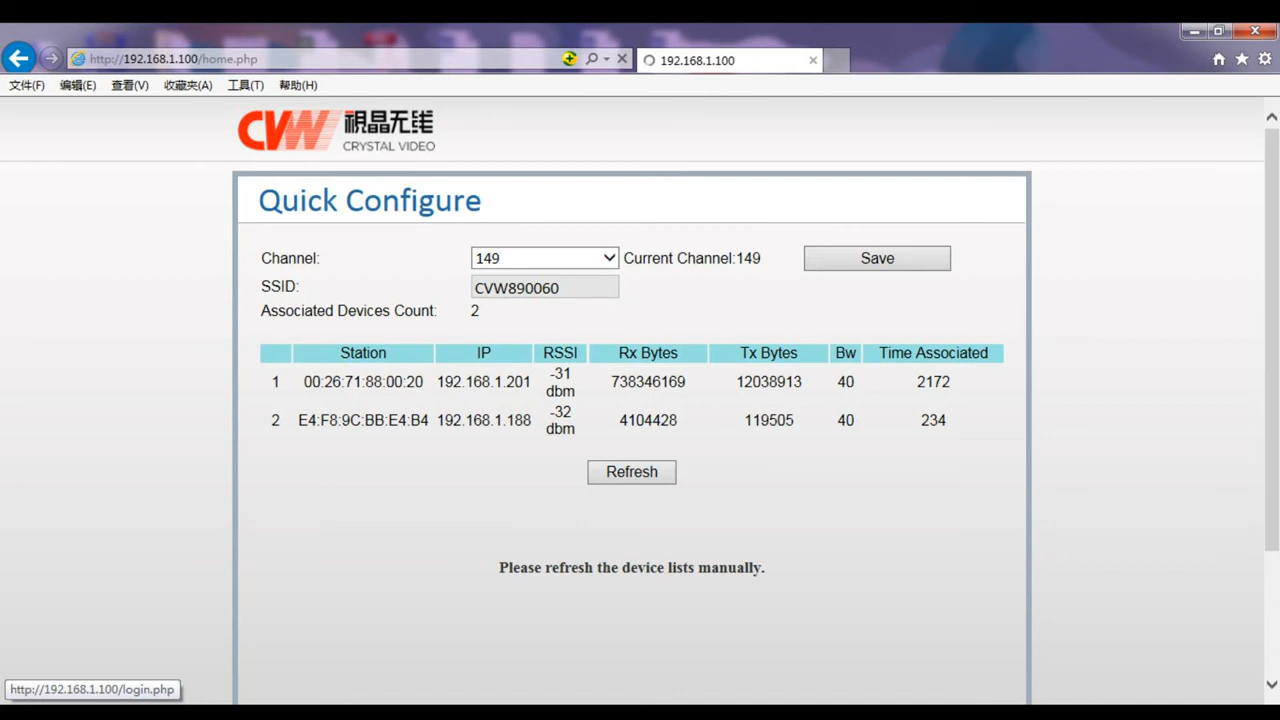 http://192.168.1.100/home.php
192.168.1.100
文件(F) 编辑(E) 查看(V) 收藏夹(A) 工具(T) 帮助(H)
CVW 視晶无线
CRYSTAL VIDEO
Quick Configure
Channel: 149 Current Channel:149 Save
SSID: CVW890060
Associated Devices Count: 2
Station IP RSSI Rx Bytes Tx Bytes Bw Time Associated
1 00:26:71:88:00:20 192.168.1.201 -31 dbm 738346169 12038913 40 2172
2 E4:F8:9C:BB:E4:B4 192.168.1.188 -32 dbm 4104428 119505 40 234
Refresh
Please refresh the device lists manually.
http://192.168.1.100/login.php